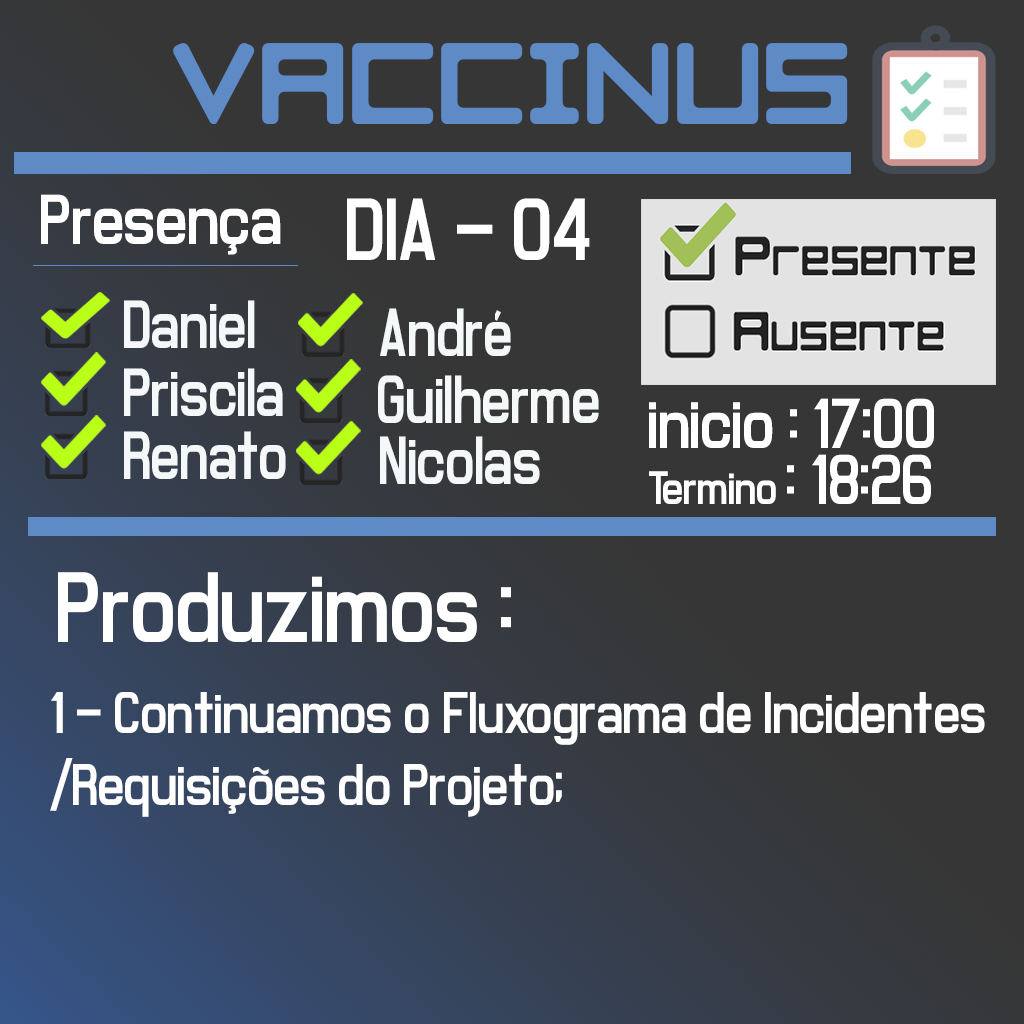 VACCINUS
Presença
DIA - 04
Presente
Ausente
Daniel
André
Priscila
Guilherme
Renato
Nicolas
inicio : 17:00
Termino : 18:26
Produzimos :
1 - Continuamos o Fluxograma de Incidentes
/Requisições do Projeto;